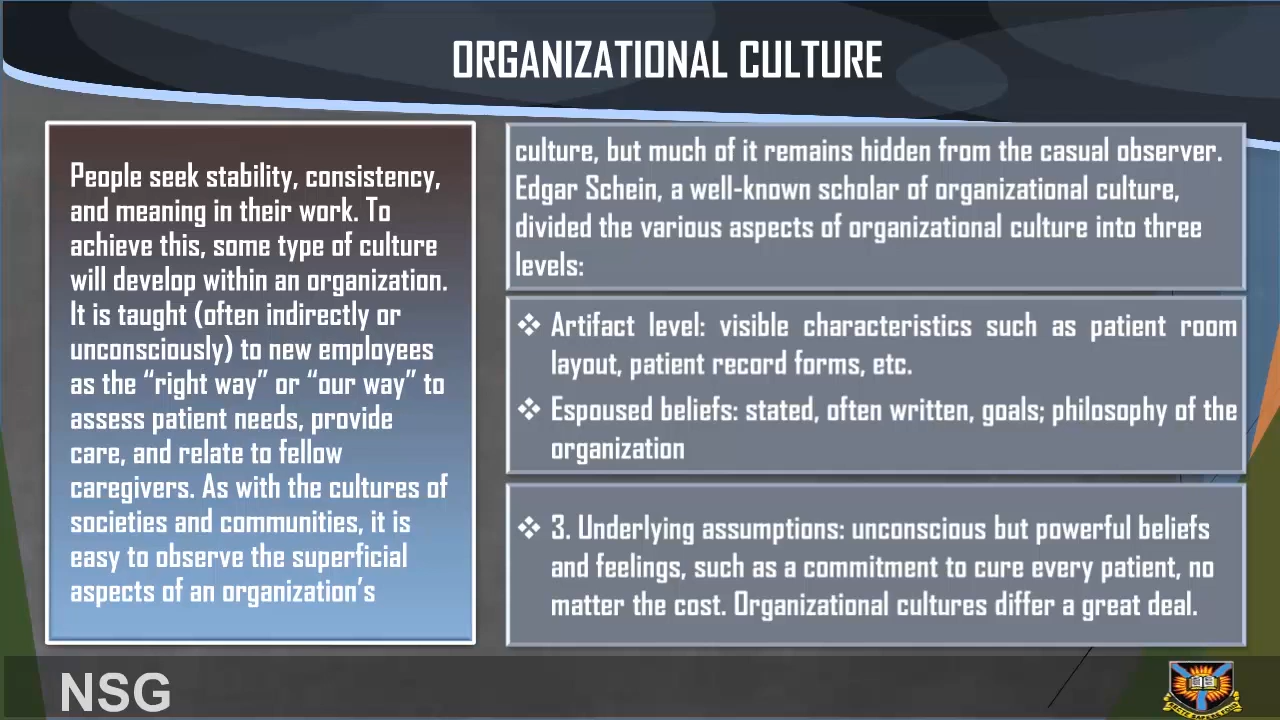 ORGANIZATIONAL CULTURE
People seek stability, consistency,
and meaning in their work. To
achieve this, some type of culture
will develop within an organization.
It is taught (often indirectly or
unconsciously) to new employees
as the “right way” or “our way” to
assess patient needs, provide
care, and relate to fellow
caregivers. As with the cultures of
societies and communities, it is
easy to observe the superficial
aspects of an organization’s
culture, but much of it remains hidden from the casual observer.
Edgar Schein, a well-known scholar of organizational culture,
divided the various aspects of organizational culture into three
levels:
❖ Artifact level: visible characteristics such as patient room
layout, patient record forms, etc.
❖ Espoused beliefs: stated, often written, goals; philosophy of the
organization
❖ 3. Underlying assumptions: unconscious but powerful beliefs
and feelings, such as a commitment to cure every patient, no
matter the cost. Organizational cultures differ a great deal.
NSG